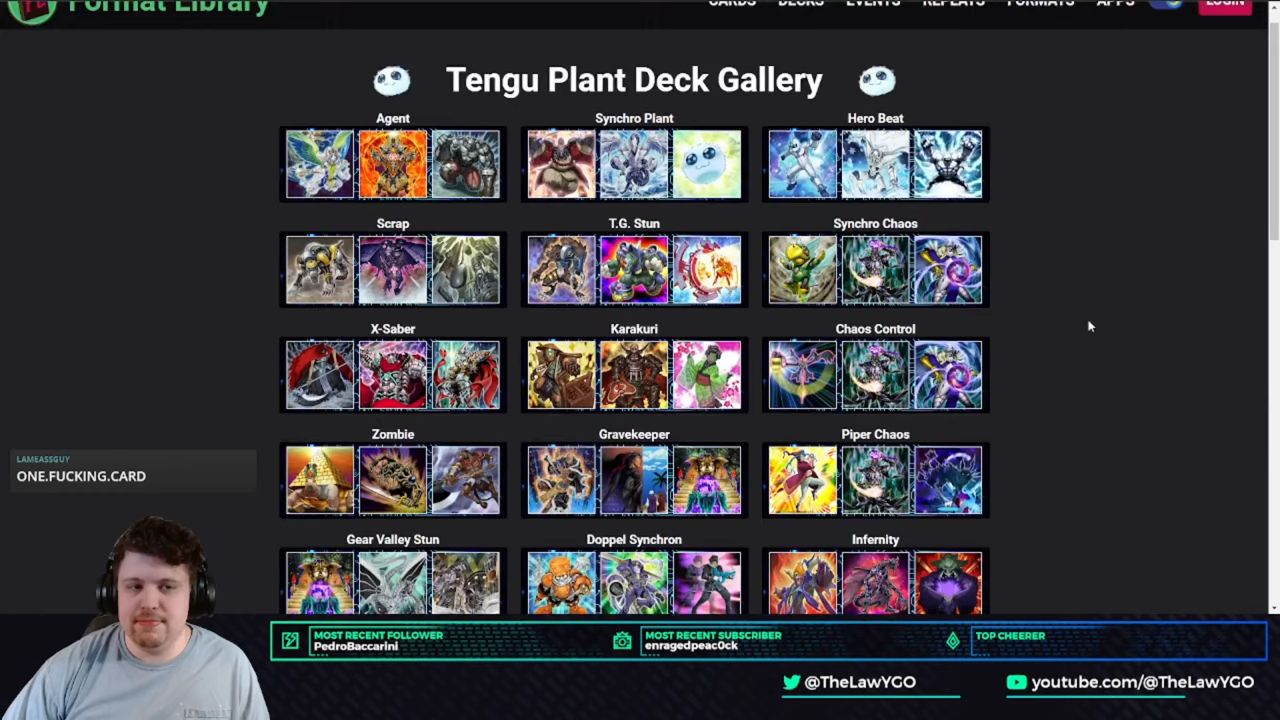 Format Library
CARDS DECKS EVENTS REPLAYS FORMATS APPS LOGIN
Tengu Plant Deck Gallery
Agent
Synchro Plant
Hero Beat
Scrap
T.G. Stun
Synchro Chaos
X-Saber
Karakuri
Chaos Control
Zombie
Gravekeeper
Piper Chaos
Gear Valley Stun
Doppel Synchron
Infernity
LAMEASSGUY
ONE.FUCKING.CARD
MOST RECENT FOLLOWER
PedroBaccarini
MOST RECENT SUBSCRIBER
enragedpeac0ck
TOP CHEERER
@TheLawYGO
youtube.com/@TheLawYGO